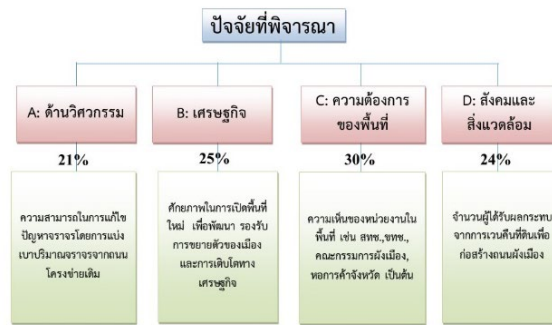 ปัจจัยที่พิจารณา
A: ด้านวิศวกรรม
21%
ความสามารถในการแก้ไข
ปัญหาจราจรโดยการแบ่ง
เบาปริมาณจราจรจากถนน
โครงข่ายเดิม
B: เศรษฐกิจ
25%
ศักยภาพในการเปิดพื้นที่
ใหม่ เพื่อพัฒนา รองรับ
การขยายตัวของเมือง
และการเติบโตทาง
เศรษฐกิจ
C: ความต้องการ
ของพื้นที่
30%
ความเห็นของหน่วยงานใน
พื้นที่ เช่น สทช.,ขทช.,
คณะกรรมการผังเมือง,
หอการค้าจังหวัด เป็นต้น
D: สังคมและ
สิ่งแวดล้อม
24%
จำนวนผู้ได้รับผลกระทบ
จากการเวนคืนที่ดินเพื่อ
ก่อสร้างถนนผังเมือง